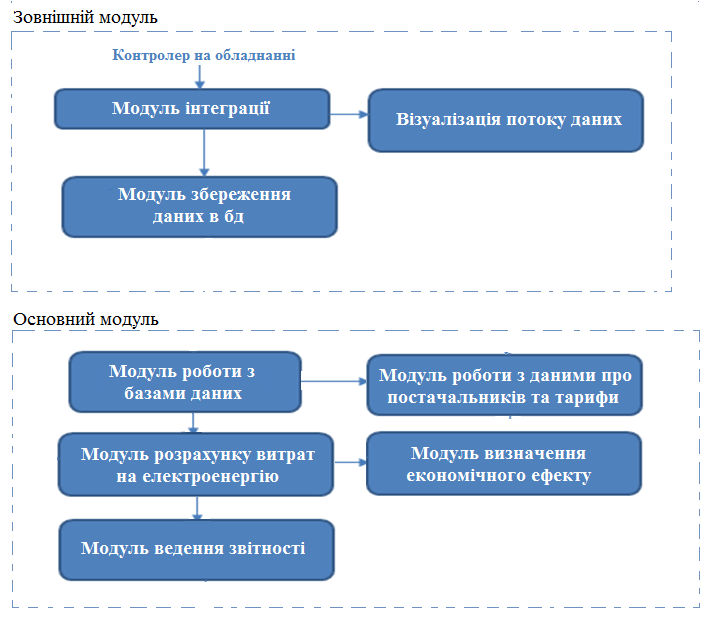 Зовнішній модуль
Контролер на обладнанні
Модуль інтеграції
Візуалізація потоку даних
Модуль збереження
даних в бд
Основний модуль
Модуль роботи з
базами даних
Модуль роботи з даними про
постачальників та тарифи
Модуль розрахунку витрат
на електроенергію
Модуль визначення
економічного ефекту
Модуль ведення звітності